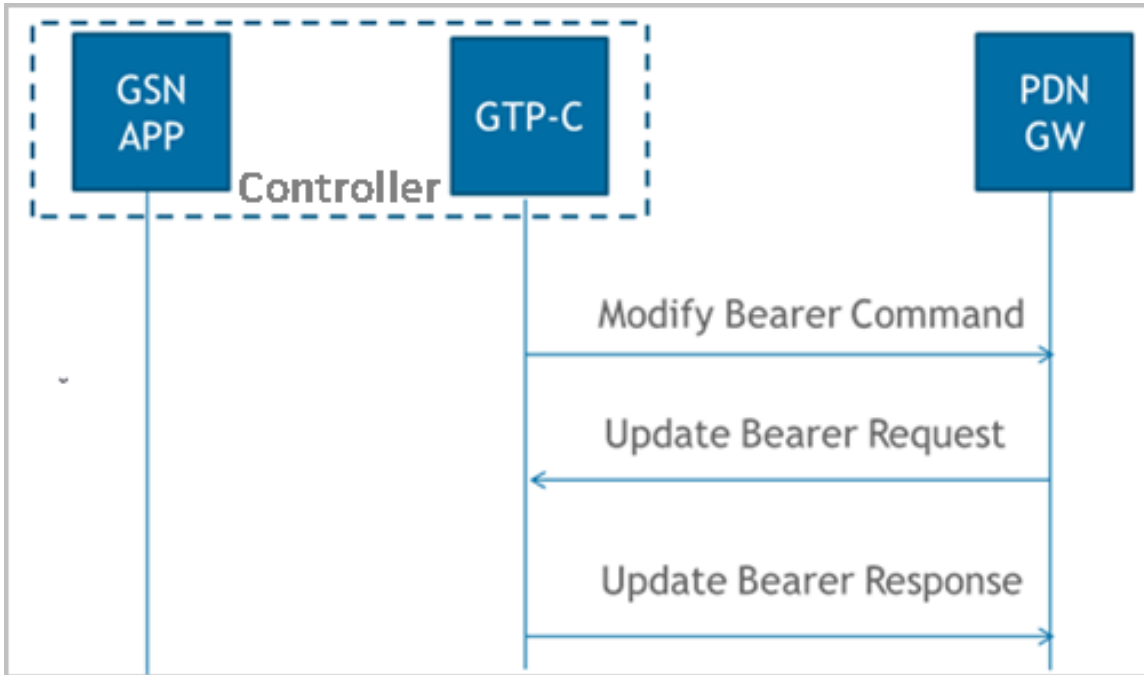 GSN
APP
GTP-C
PDN
GW
Controller
Modify Bearer Command
Update Bearer Request
Update Bearer Response